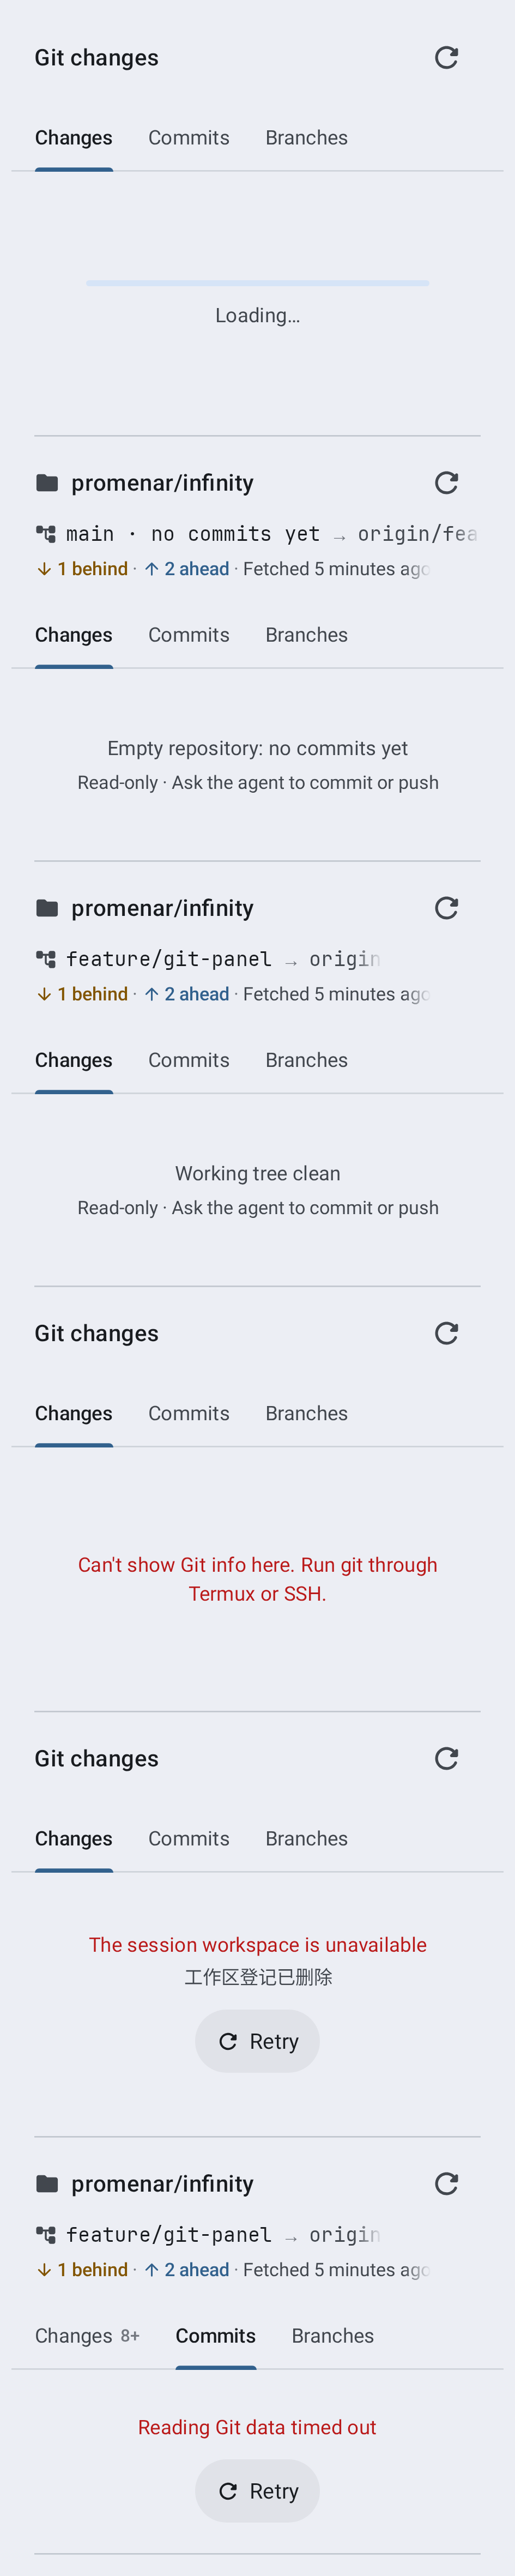 Git changes
Changes Commits Branches
Loading…
promenar/infinity
main · no commits yet → origin/fea
↓ 1 behind · ↑ 2 ahead · Fetched 5 minutes ago
Changes Commits Branches
Empty repository: no commits yet
Read-only · Ask the agent to commit or push
promenar/infinity
feature/git-panel → origin
↓ 1 behind · ↑ 2 ahead · Fetched 5 minutes ago
Changes Commits Branches
Working tree clean
Read-only · Ask the agent to commit or push
Git changes
Changes Commits Branches
Can't show Git info here. Run git through
Termux or SSH.
Git changes
Changes Commits Branches
The session workspace is unavailable
工作区登记已删除
Retry
promenar/infinity
feature/git-panel → origin
↓ 1 behind · ↑ 2 ahead · Fetched 5 minutes ago
Changes 8+ Commits Branches
Reading Git data timed out
Retry